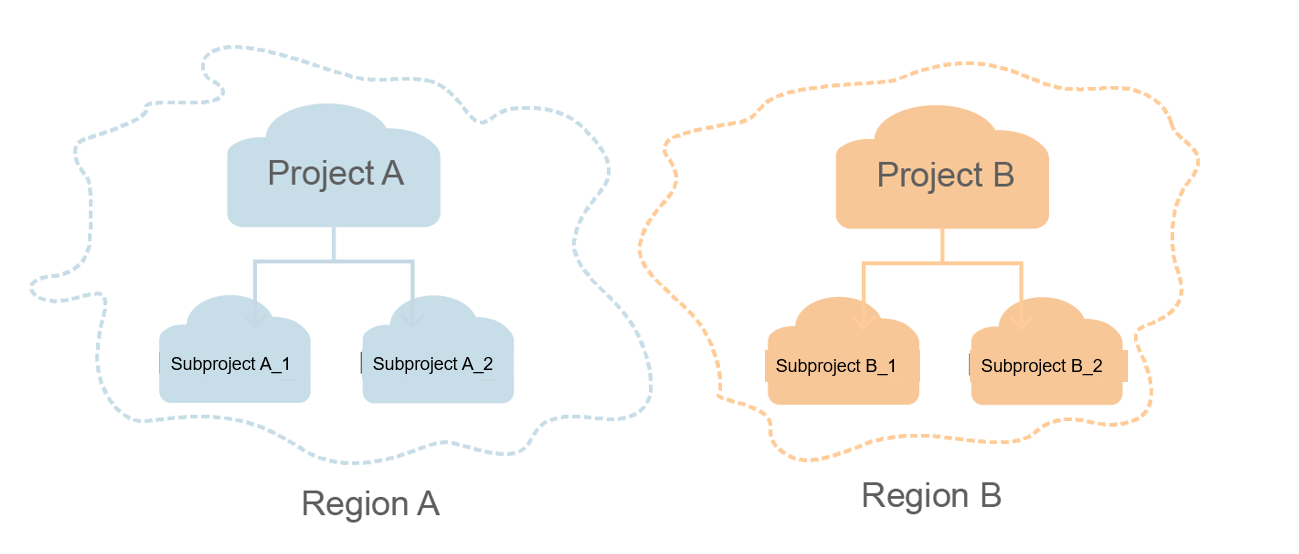 Project A
Project B
Subproject A_1
Subproject A_2
Subproject B_1
Subproject B_2
Region A
Region B